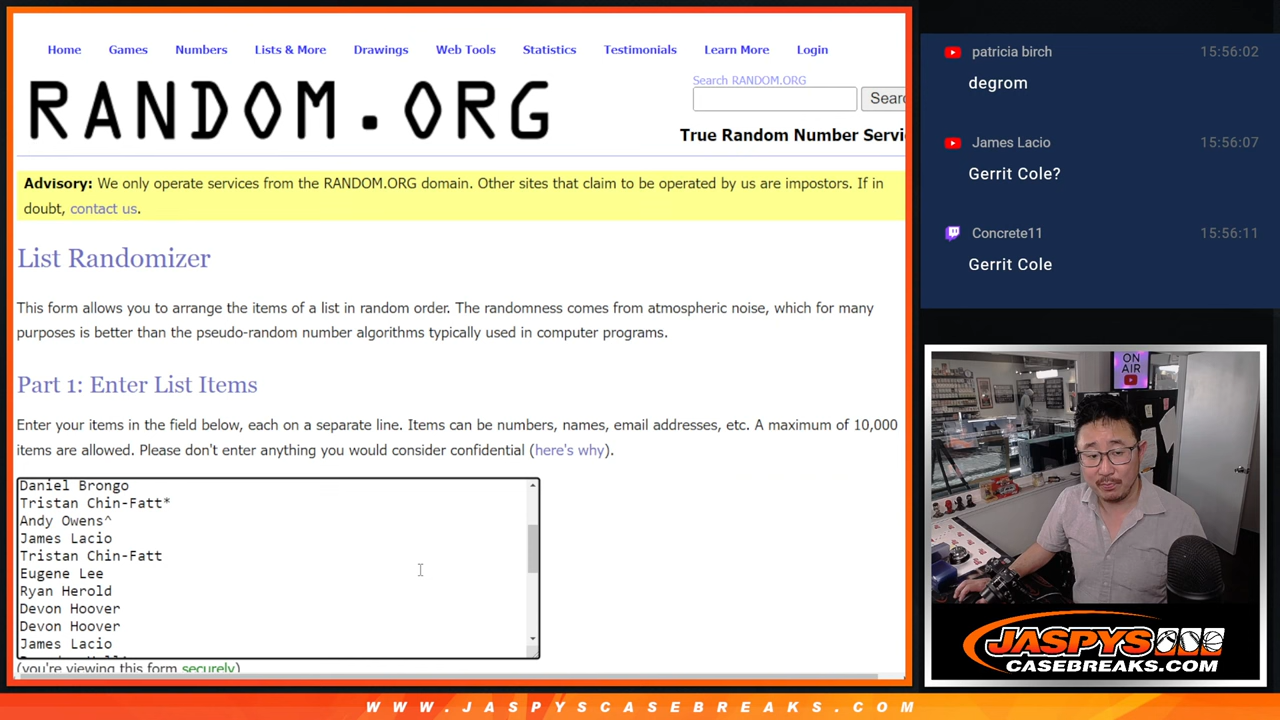 Home Games Numbers Lists & More Drawings Web Tools Statistics Testimonials Learn More Login
Search RANDOM.ORG
RANDOM.ORG
Sear
True Random Number Servi
Advisory: We only operate services from the RANDOM.ORG domain. Other sites that claim to be operated by us are impostors. If in
doubt, contact us.
List Randomizer
This form allows you to arrange the items of a list in random order. The randomness comes from atmospheric noise, which for many
purposes is better than the pseudo-random number algorithms typically used in computer programs.
Part 1: Enter List Items
Enter your items in the field below, each on a separate line. Items can be numbers, names, email addresses, etc. A maximum of 10,000
items are allowed. Please don't enter anything you would consider confidential (here's why).
Daniel Brongo
Tristan Chin-Fatt*
Andy Owens^
James Lacio
Tristan Chin-Fatt
Eugene Lee
Ryan Herold
Devon Hoover
Devon Hoover
James Lacio
(you're viewing this form securely)
patricia birch 15:56:02
degrom
James Lacio 15:56:07
Gerrit Cole?
Concrete11 15:56:11
Gerrit Cole
ON
AIR
JASPYS
CASEBREAKS.COM
WWW.JASPYSCASEBREAKS.COM